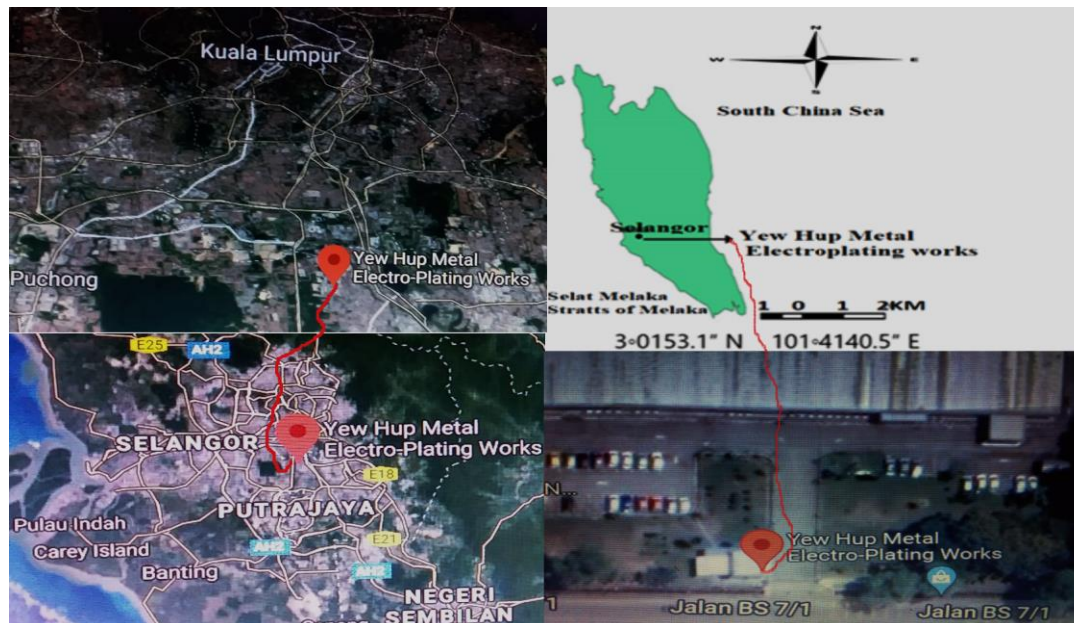 Kuala Lumpur
Yew Hup Metal
Electro-Plating Works
Puchong
N
W
E
S
South China Sea
Selangor
Yew Hup Metal
Electroplating works
Selat Melaka
Stratts of Melaka
1 0 1 2KM
3◦0153.1” N 101◦4140.5” E
E25
AH2
SELANGOR
Yew Hup Metal
Electro-Plating Works
E18
PUTRAJAYA
Pulau Indah
AH2
E21
Carey Island
Banting
AH2
NEGERI
SEMBILAN
N...
Yew Hup Metal
Electro-Plating Works
/1
Jalan BS 7/1
Jalan BS 7/1